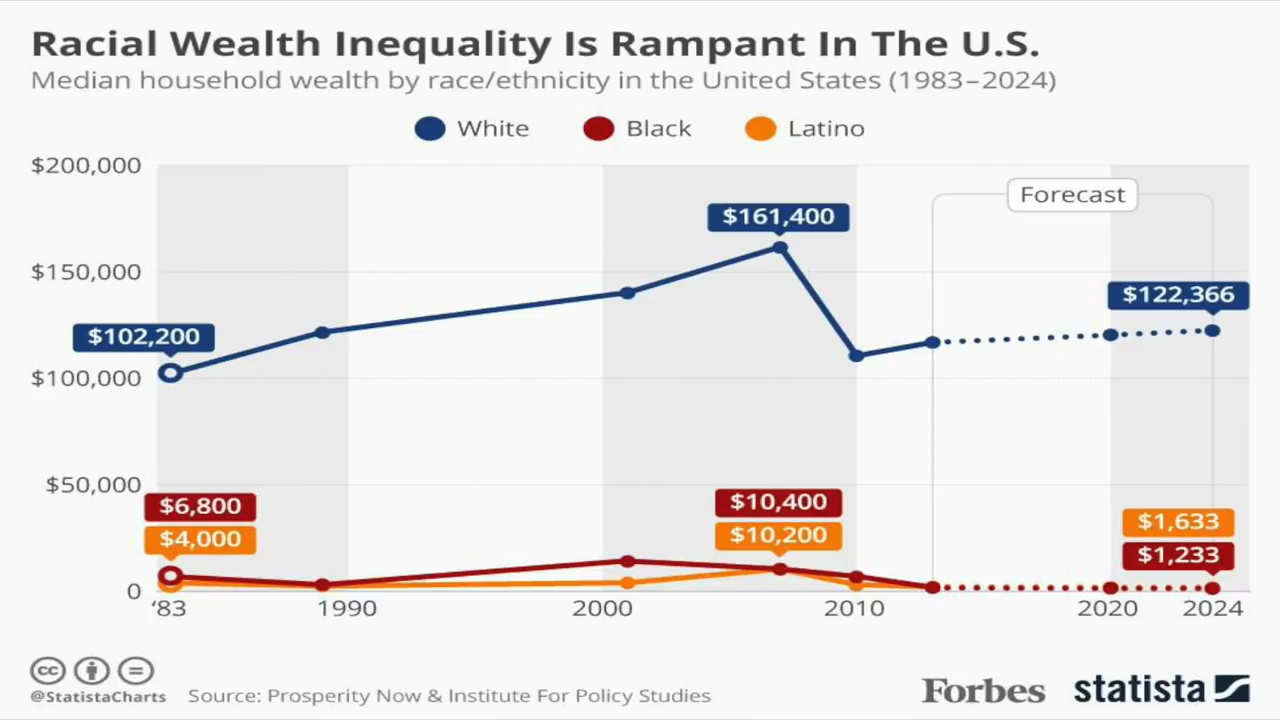 Racial Wealth Inequality Is Rampant In The U.S.
Median household wealth by race/ethnicity in the United States (1983–2024)
White Black Latino
$200,000
Forecast
$161,400
$150,000
$122,366
$102,200
$100,000
$50,000
$6,800
$10,400
$1,633
$4,000
$10,200
$1,233
0
'83 1990 2000 2010 2020 2024
cc
@StatistaCharts Source: Prosperity Now & Institute For Policy Studies
Forbes statista